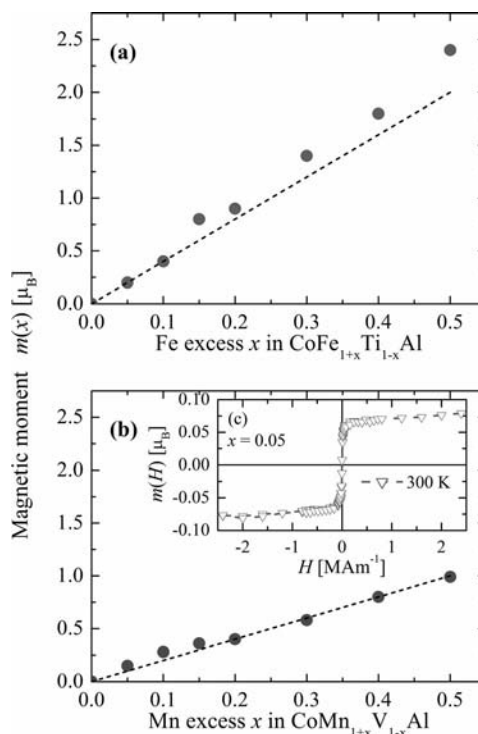 Magnetic moment m(x) [μB]
(a)
2.5
2.0
1.5
1.0
0.5
0.0
0.0 0.1 0.2 0.3 0.4 0.5
Fe excess x in CoFe1+xTi1-xAl
(b)
2.5
2.0
1.5
1.0
0.5
0.0
(c)
m(H) [μB]
0.10
0.05
0.00
-0.05
-0.10
x = 0.05
300 K
-2 -1 0 1 2
H [MAm-1]
0.0 0.1 0.2 0.3 0.4 0.5
Mn excess x in CoMn1+xV1-xAl